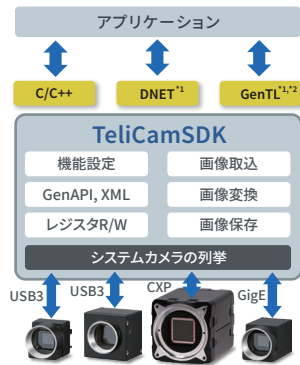 アプリケーション
C/C++ DNET*1 GenTL*1,*2
TeliCamSDK
機能設定 画像取込
GenAPI, XML 画像変換
レジスタR/W 画像保存
システムカメラの列挙
USB3 USB3 CXP GigE